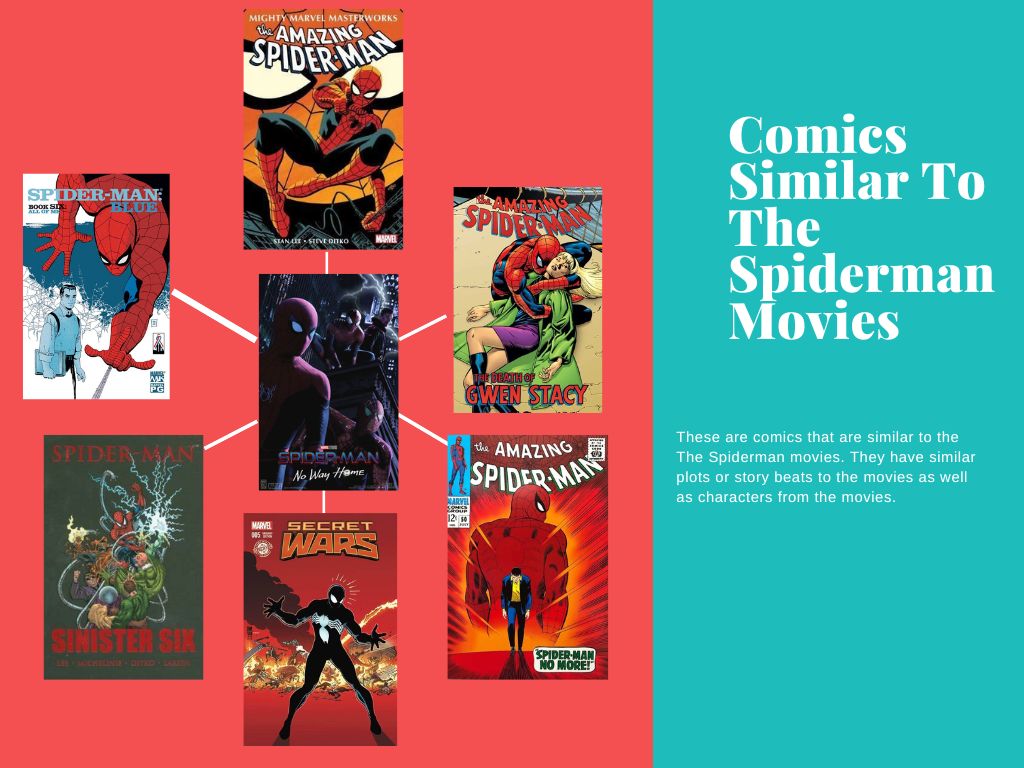 MIGHTY MARVEL MASTERWORKS
the AMAZING
SPIDER-MAN
STAN LEE • STEVE DITKO
MARVEL
SPIDER-MAN:
BLUE
BOOK SIX:
the AMAZING
SPIDER-MAN
THE DEATH OF
GWEN STACY
SPIDER-MAN
No Way Home
SPIDER-MAN
SINISTER SIX
LEE • MICHELINIE • DITKO • LARSEN
MARVEL
005
SECRET
WARS
the AMAZING
SPIDER-MAN
MARVEL
COMICS
GROUP
12¢
50
SPIDER-MAN
NO MORE!"
Comics
Similar To
The
Spiderman
Movies
These are comics that are similar to the
The Spiderman movies. They have similar
plots or story beats to the movies as well
as characters from the movies.